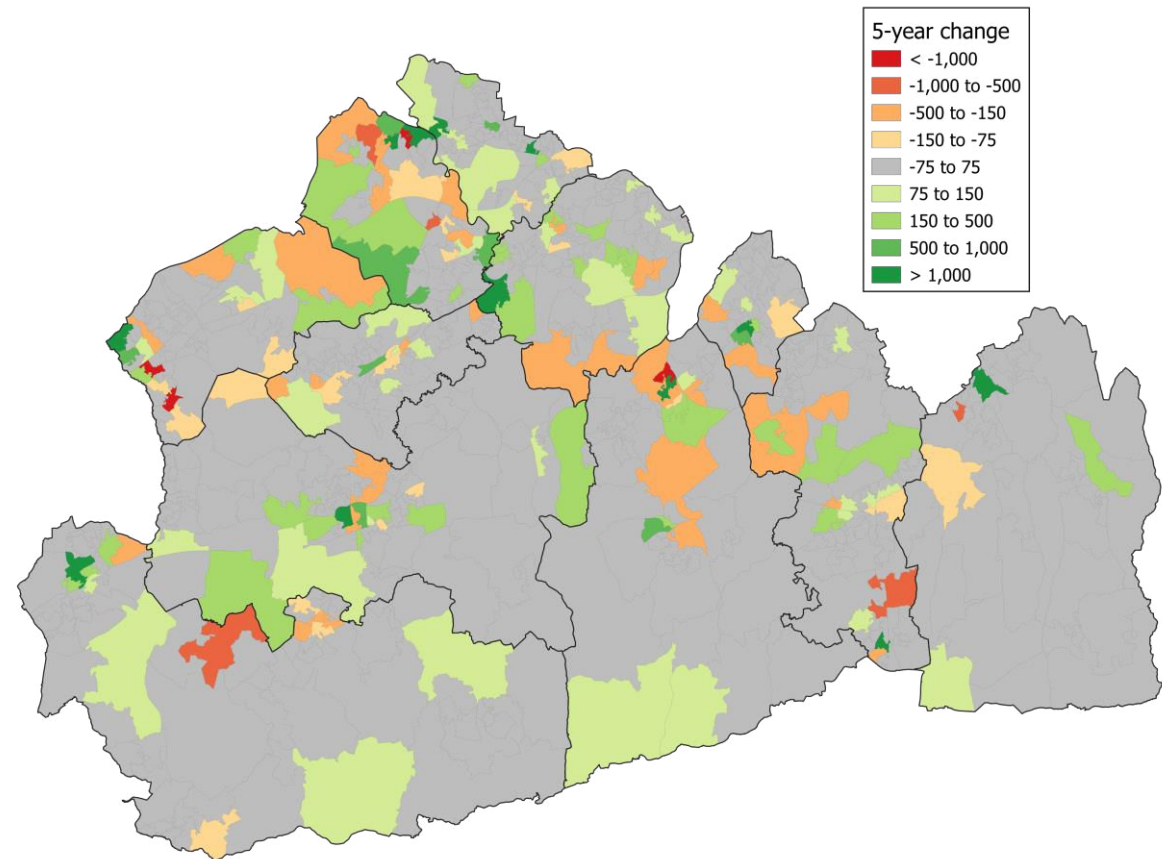 5-year change
< -1,000
-1,000 to -500
-500 to -150
-150 to -75
-75 to 75
75 to 150
150 to 500
500 to 1,000
> 1,000